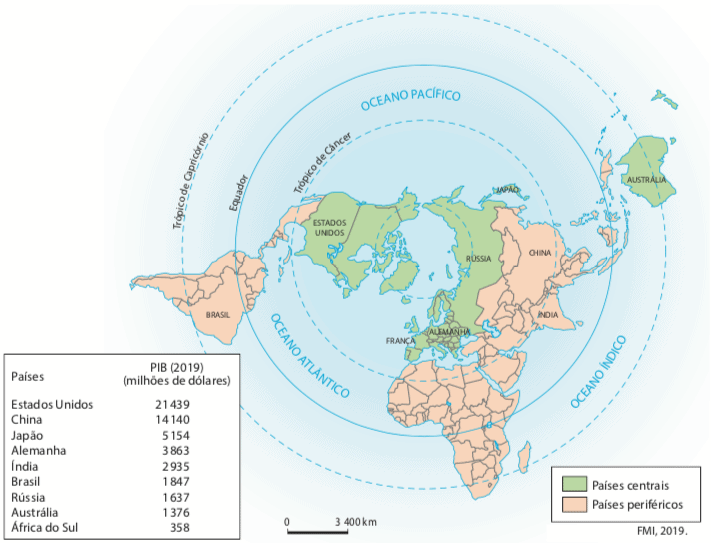 OCEANO PACÍFICO
Trópico de Capricórnio
Equador
Trópico de Câncer
AUSTRÁLIA
JAPÃO
ESTADOS
UNIDOS
RÚSSIA
CHINA
BRASIL
ÍNDIA
ALEMANHA
FRANÇA
OCEANO ATLÂNTICO
OCEANO ÍNDICO
Países PIB (2019)
(milhões de dólares)
Estados Unidos 21 439
China 14 140
Japão 5 154
Alemanha 3 863
Índia 2935
Brasil 1 847
Rússia 1 637
Austrália 1 376
África do Sul 358
0 3 400 km
Países centrais
Países periféricos
FMI, 2019.